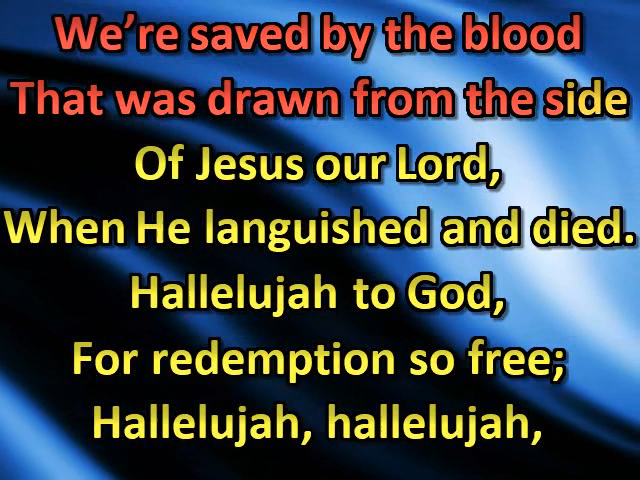 We’re saved by the blood
That was drawn from the side
Of Jesus our Lord,
When He languished and died.
Hallelujah to God,
For redemption so free;
Hallelujah, hallelujah,